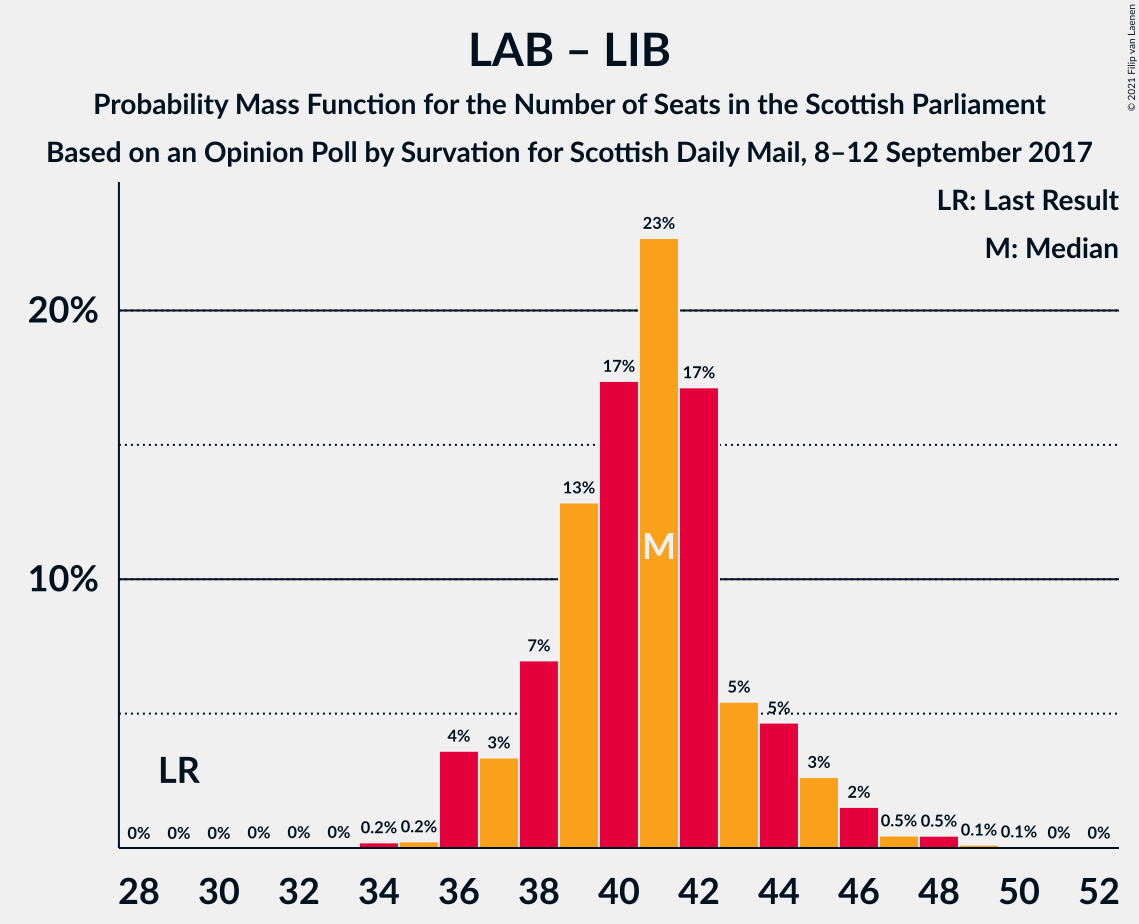 LAB – LIB
Probability Mass Function for the Number of Seats in the Scottish Parliament
Based on an Opinion Poll by Survation for Scottish Daily Mail, 8–12 September 2017
© 2021 Filip van Laenen
LR: Last Result
M: Median
20%
10%
0% 0% 0% 0% 0% 0% 0.2% 0.2% 4% 3% 7% 13% 17% 23% 17% 5% 5% 3% 2% 0.5% 0.5% 0.1% 0.1% 0% 0%
LR
M
28 30 32 34 36 38 40 42 44 46 48 50 52